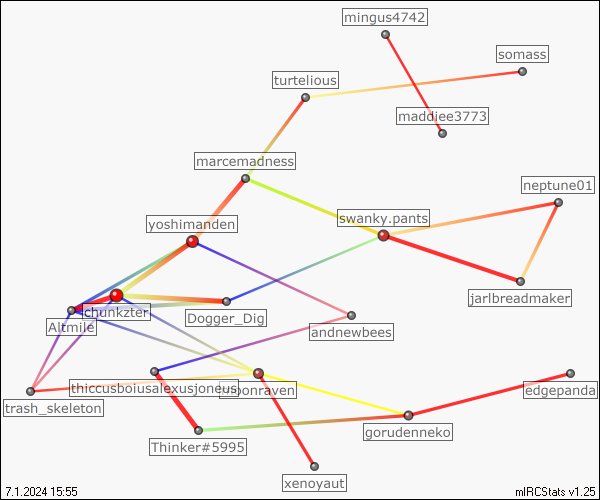 mingus4742
somass
turtelious
maddiee3773
marcemadness
neptune01
swanky.pants
yoshimanden
jarlbreadmaker
chunkzter
Dogger_Dig
Altmile
andnewbees
thiccusboiusalexusjoneus
edgepanda
trash_skeleton
gorudenneko
Thinker#5995
xenoyaut
7.1.2024 15:55
mIRCStats v1.25